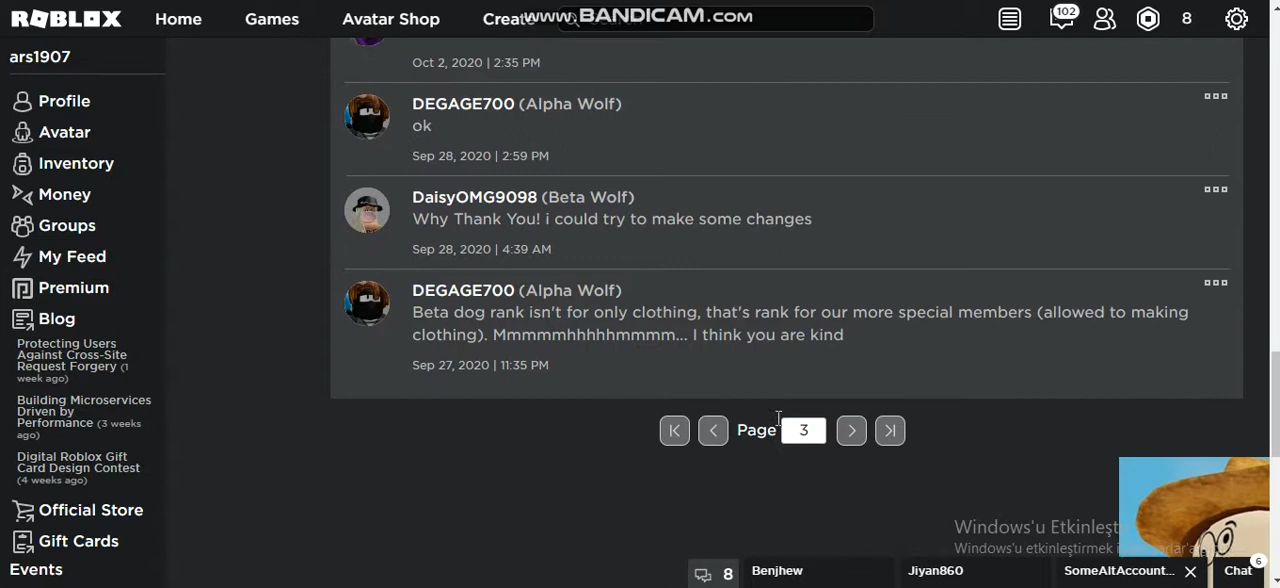 ROBLOX Home Games Avatar Shop Create www.BANDICAM.com 102 8
ars1907
Profile
Avatar
Inventory
Money
Groups
My Feed
Premium
Blog
Protecting Users
Against Cross-Site
Request Forgery (1
week ago)
Building Microservices
Driven by
Performance (3 weeks
ago)
Digital Roblox Gift
Card Design Contest
(4 weeks ago)
Official Store
Gift Cards
Events
Oct 2, 2020 | 2:35 PM
DEGAGE700 (Alpha Wolf)
ok
Sep 28, 2020 | 2:59 PM
DaisyOMG9098 (Beta Wolf)
Why Thank You! i could try to make some changes
Sep 28, 2020 | 4:39 AM
DEGAGE700 (Alpha Wolf)
Beta dog rank isn't for only clothing, that's rank for our more special members (allowed to making
clothing). Mmmmmhhhhhmmmm... I think you are kind
Sep 27, 2020 | 11:35 PM
Page 3
Windows'u Etkinleştir
Windows'u etkinleştirmek
8 Benjhew Jiyan860 SomeAltAccount... Chat 6